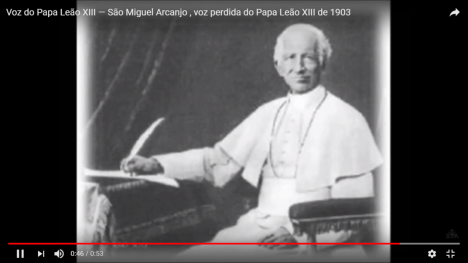 Voz do Papa Leão XIII — São Miguel Arcanjo , voz perdida do Papa Leão XIII de 1903
0:46 / 0:53